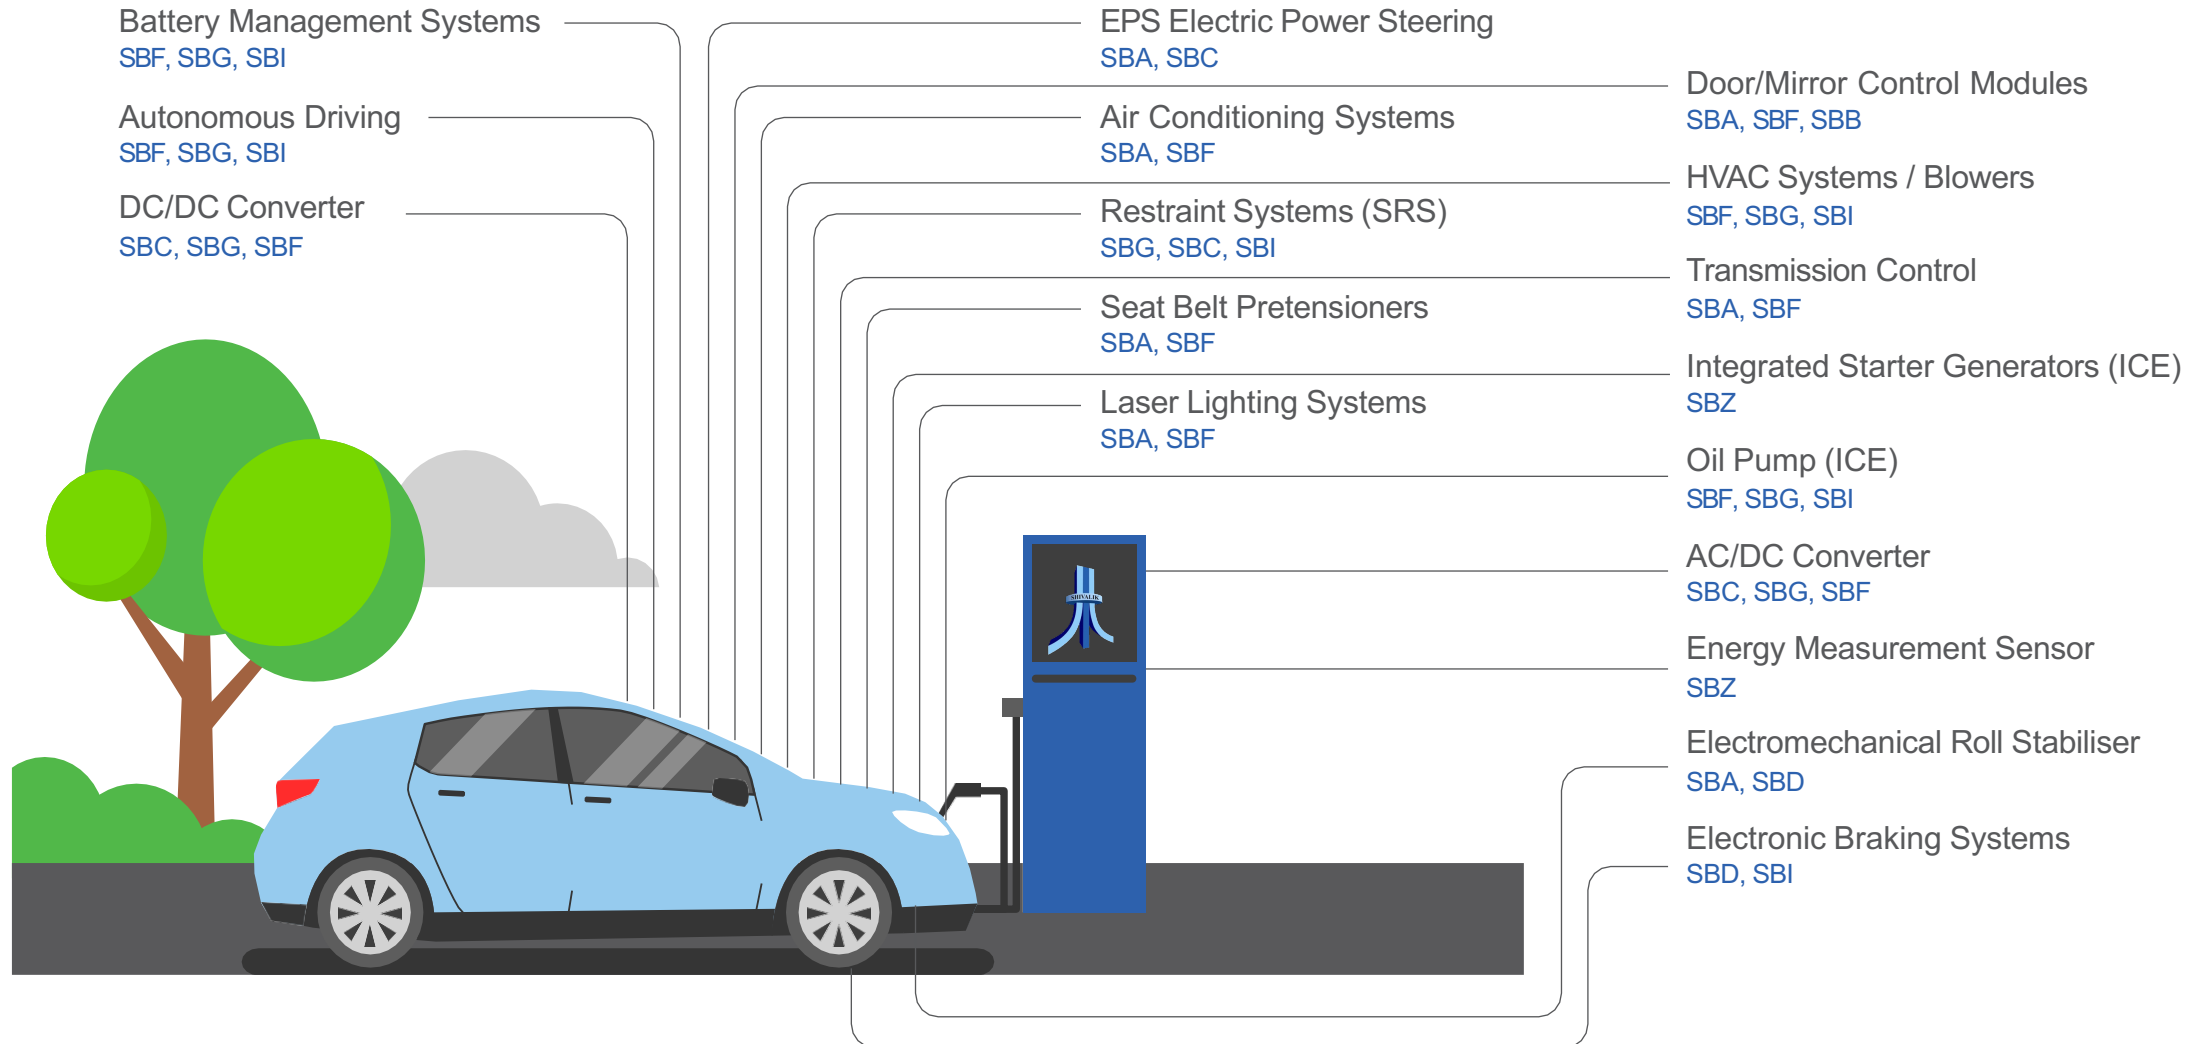 Battery Management Systems
SBF, SBG, SBI
Autonomous Driving
SBF, SBG, SBI
DC/DC Converter
SBC, SBG, SBF
EPS Electric Power Steering
SBA, SBC
Air Conditioning Systems
SBA, SBF
Restraint Systems (SRS)
SBG, SBC, SBI
Seat Belt Pretensioners
SBA, SBF
Laser Lighting Systems
SBA, SBF
Door/Mirror Control Modules
SBA, SBF, SBB
HVAC Systems / Blowers
SBF, SBG, SBI
Transmission Control
SBA, SBF
Integrated Starter Generators (ICE)
SBZ
Oil Pump (ICE)
SBF, SBG, SBI
AC/DC Converter
SBC, SBG, SBF
Energy Measurement Sensor
SBZ
Electromechanical Roll Stabiliser
SBA, SBD
Electronic Braking Systems
SBD, SBI
SHIVALIK